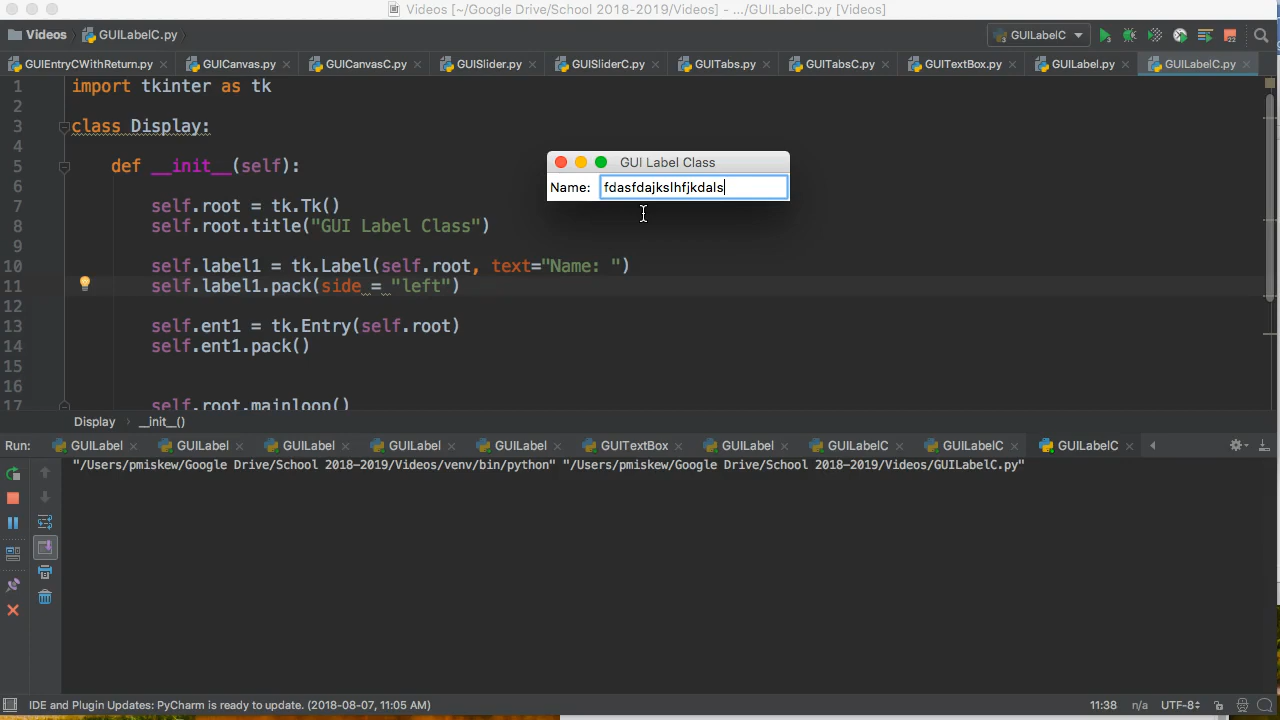 Videos [~/Google Drive/School 2018-2019/Videos] - .../GUILabelC.py [Videos]
Videos GUILabelC.py GUILabelC
GUIEntryCWithReturn.py GUICanvas.py GUICanvasC.py GUISlider.py GUISliderC.py GUITabs.py GUITabsC.py GUITextBox.py GUILabel.py GUILabelC.py
1 import tkinter as tk
2
3 class Display:
4
5 def __init__(self):
6
7 self.root = tk.Tk()
8 self.root.title("GUI Label Class")
9
10 self.label1 = tk.Label(self.root, text="Name: ")
11 self.label1.pack(side = "left")
12
13 self.ent1 = tk.Entry(self.root)
14 self.ent1.pack()
15
16
17 self.root.mainloop()
GUI Label Class
Name: fdasfdajkslhfjkdals
Display __init__()
Run: GUILabel GUILabel GUILabel GUILabel GUILabel GUITextBox GUILabel GUILabelC GUILabelC GUILabelC
"/Users/pmiskew/Google Drive/School 2018-2019/Videos/venv/bin/python" "/Users/pmiskew/Google Drive/School 2018-2019/Videos/GUILabelC.py"
IDE and Plugin Updates: PyCharm is ready to update. (2018-08-07, 11:05 AM) 11:38 n/a UTF-8